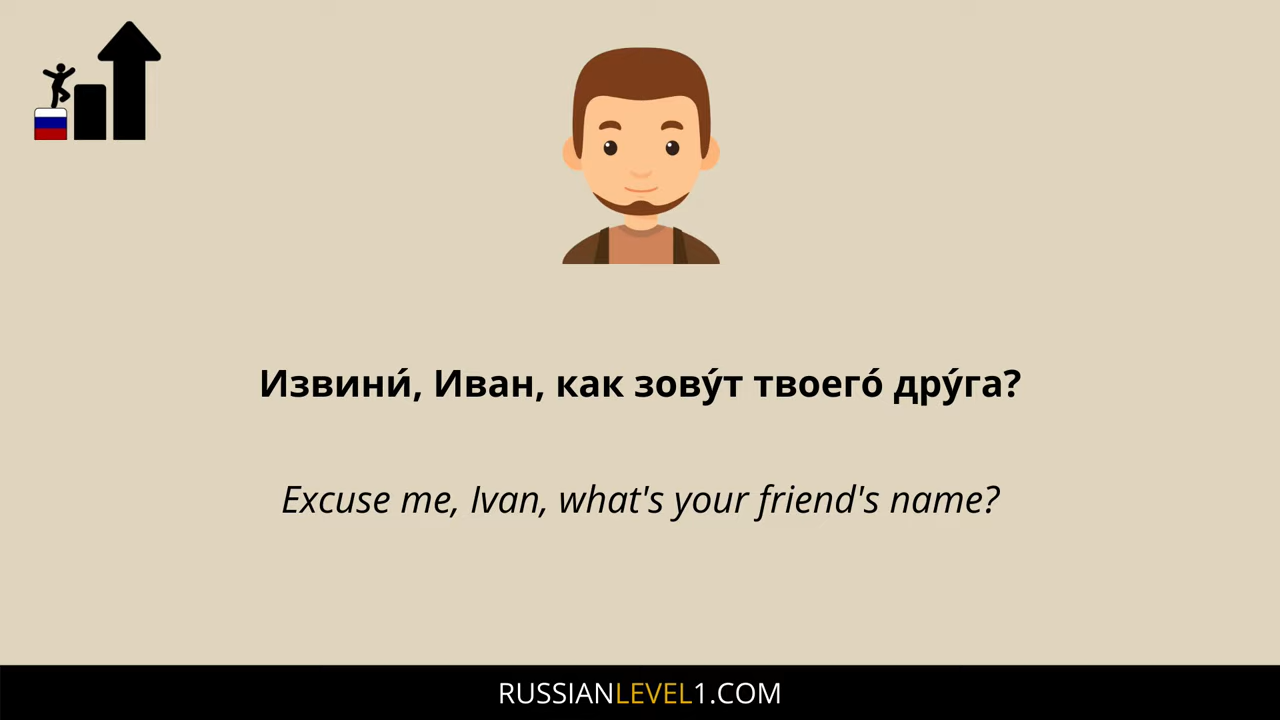 Извини́, Иван, как зову́т твоего́ дру́га?
Excuse me, Ivan, what's your friend's name?
RUSSIANLEVEL1.COM